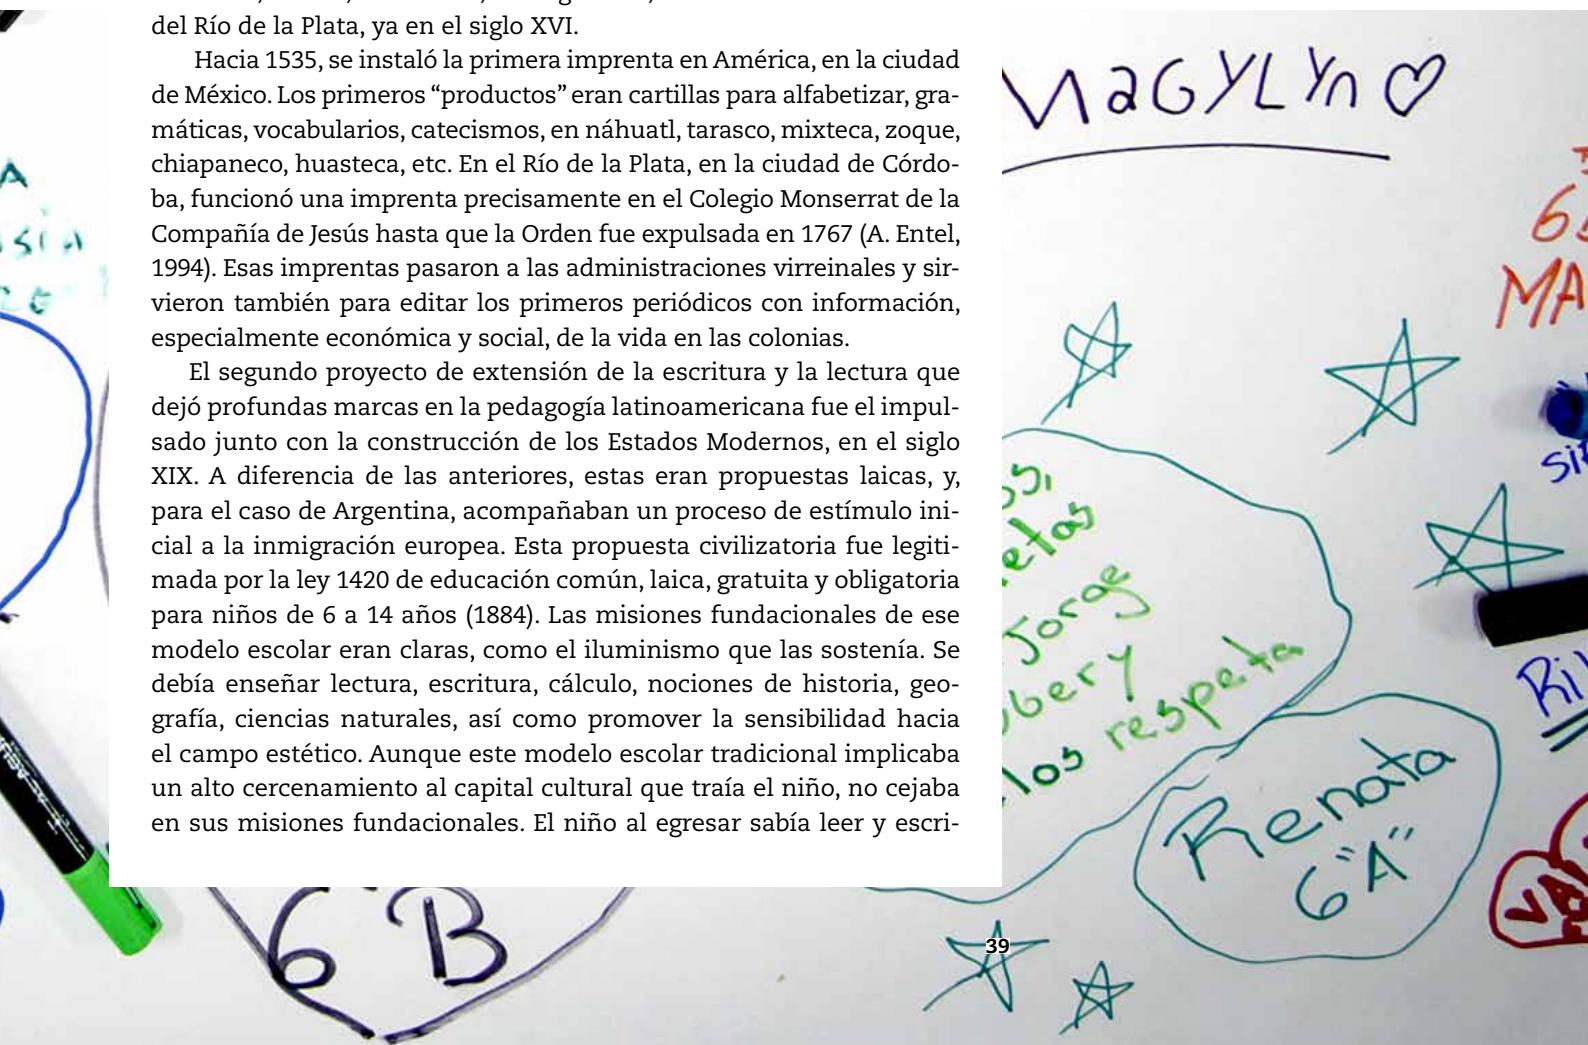 del Río de la Plata, ya en el siglo XVI.
Hacia 1535, se instaló la primera imprenta en América, en la ciudad
de México. Los primeros “productos” eran cartillas para alfabetizar, gra-
máticas, vocabularios, catecismos, en náhuatl, tarasco, mixteca, zoque,
chiapaneco, huasteca, etc. En el Río de la Plata, en la ciudad de Córdo-
ba, funcionó una imprenta precisamente en el Colegio Monserrat de la
Compañía de Jesús hasta que la Orden fue expulsada en 1767 (A. Entel,
1994). Esas imprentas pasaron a las administraciones virreinales y sir-
vieron también para editar los primeros periódicos con información,
especialmente económica y social, de la vida en las colonias.
El segundo proyecto de extensión de la escritura y la lectura que
dejó profundas marcas en la pedagogía latinoamericana fue el impul-
sado junto con la construcción de los Estados Modernos, en el siglo
XIX. A diferencia de las anteriores, estas eran propuestas laicas, y,
para el caso de Argentina, acompañaban un proceso de estímulo ini-
cial a la inmigración europea. Esta propuesta civilizatoria fue legiti-
mada por la ley 1420 de educación común, laica, gratuita y obligatoria
para niños de 6 a 14 años (1884). Las misiones fundacionales de ese
modelo escolar eran claras, como el iluminismo que las sostenía. Se
debía enseñar lectura, escritura, cálculo, nociones de historia, geo-
grafía, ciencias naturales, así como promover la sensibilidad hacia
el campo estético. Aunque este modelo escolar tradicional implicaba
un alto cercenamiento al capital cultural que traía el niño, no cejaba
en sus misiones fundacionales. El niño al egresar sabía leer y escri-
MaGYLYn
Jorge
los respeta
Renata
6 "A"
6 B
39